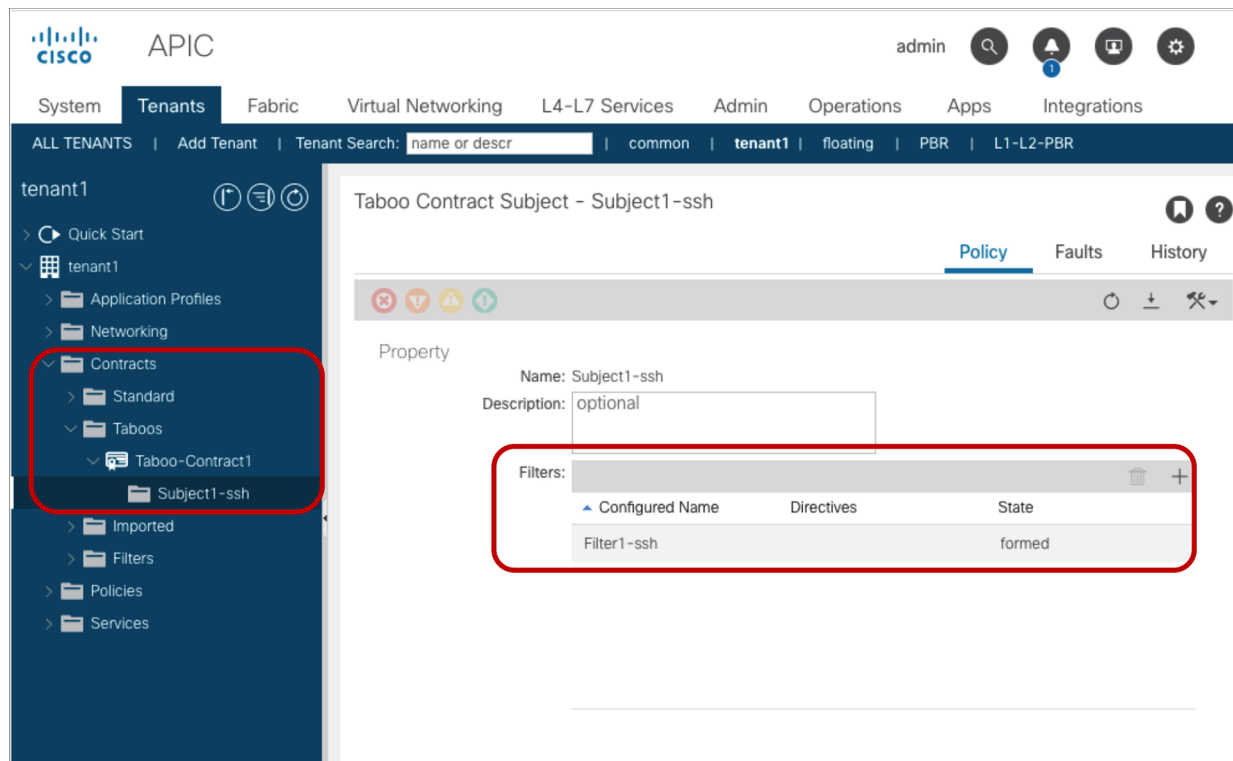 CISCO APIC admin
1
System Tenants Fabric Virtual Networking L4-L7 Services Admin Operations Apps Integrations
ALL TENANTS | Add Tenant | Tenant Search: name or descr | common | tenant1 | floating | PBR | L1-L2-PBR
tenant1
Quick Start
tenant1
Application Profiles
Networking
Contracts
Standard
Taboos
Taboo-Contract1
Subject1-ssh
Imported
Filters
Policies
Services
Taboo Contract Subject - Subject1-ssh
Policy Faults History
Property
Name: Subject1-ssh
Description: optional
Filters:
Configured Name Directives State
Filter1-ssh formed